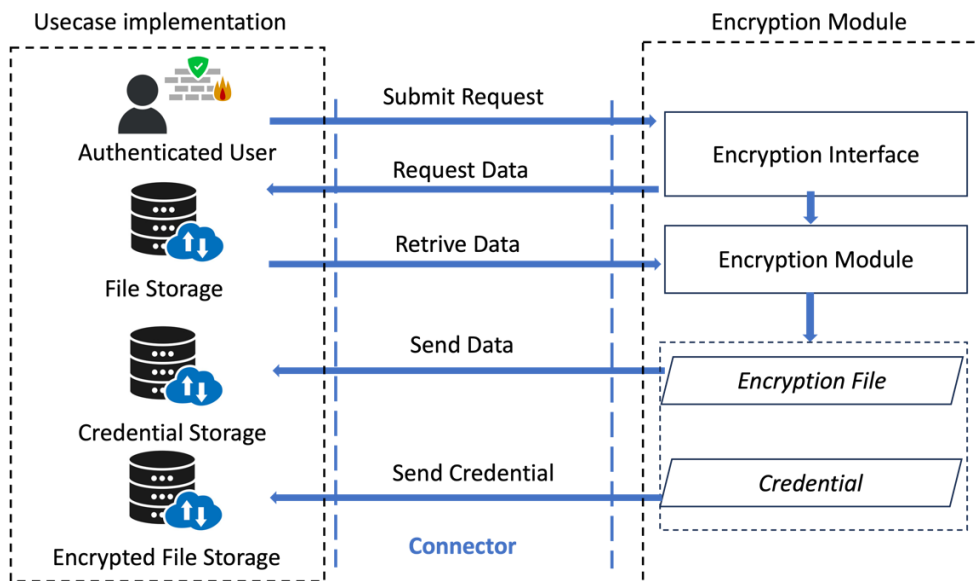 Usecase implementation
Encryption Module
Submit Request
Authenticated User
Encryption Interface
Request Data
Retrive Data
Encryption Module
File Storage
Send Data
Encryption File
Credential Storage
Send Credential
Credential
Connector
Encrypted File Storage